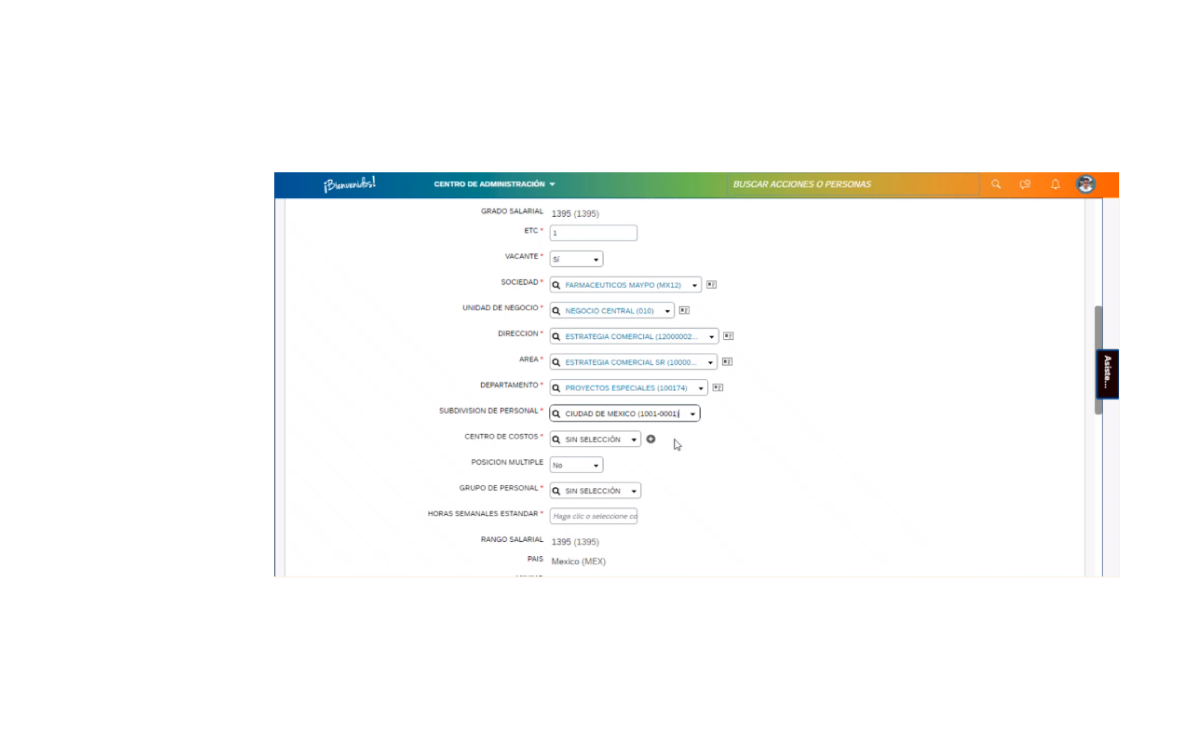 ¡Bienvenidos!
CENTRO DE ADMINISTRACIÓN
BUSCAR ACCIONES O PERSONAS
GRADO SALARIAL 1395 (1395)
ETC * 1
VACANTE * Sí
SOCIEDAD * FARMACEUTICOS MAYPO (MX12)
UNIDAD DE NEGOCIO * NEGOCIO CENTRAL (010)
DIRECCION * ESTRATEGIA COMERCIAL (12000002...
AREA * ESTRATEGIA COMERCIAL SR (10000...
DEPARTAMENTO * PROYECTOS ESPECIALES (100174)
SUBDIVISION DE PERSONAL * CIUDAD DE MEXICO (1001-0001)
CENTRO DE COSTOS * SIN SELECCIÓN
POSICION MULTIPLE No
GRUPO DE PERSONAL * SIN SELECCIÓN
HORAS SEMANALES ESTANDAR * Haga clic o seleccione co
RANGO SALARIAL 1395 (1395)
PAIS Mexico (MEX)
Asiste...